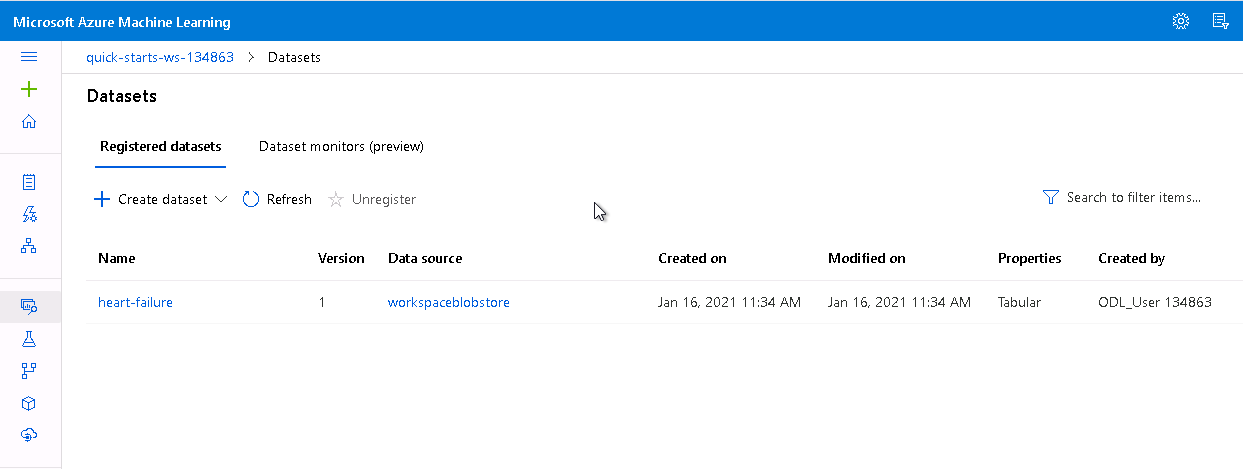 Microsoft Azure Machine Learning
quick-starts-ws-134863 > Datasets
Datasets
Registered datasets Dataset monitors (preview)
Create dataset Refresh Unregister Search to filter items...
Name Version Data source Created on Modified on Properties Created by
heart-failure 1 workspaceblobstore Jan 16, 2021 11:34 AM Jan 16, 2021 11:34 AM Tabular ODL_User 134863